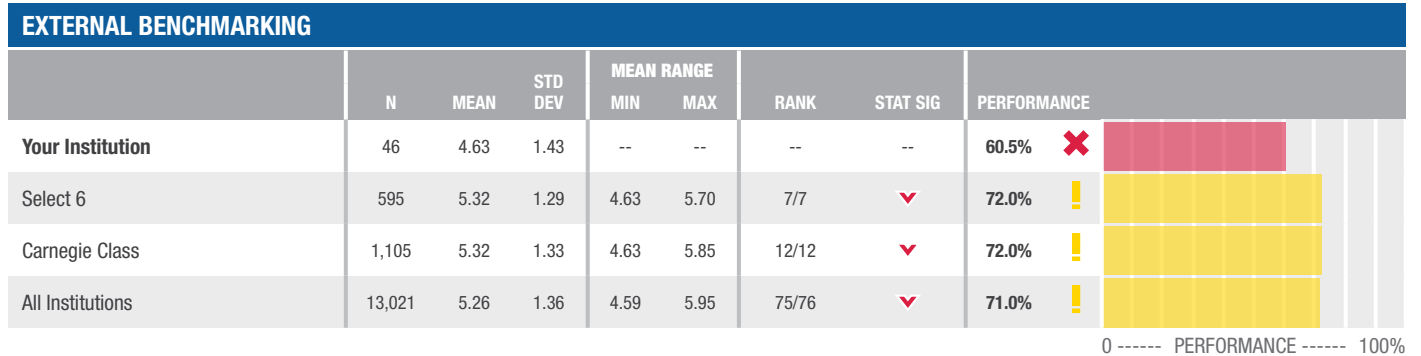 EXTERNAL BENCHMARKING
N MEAN STD DEV MEAN RANGE MIN MAX RANK STAT SIG PERFORMANCE
Your Institution 46 4.63 1.43 -- -- -- -- 60.5%
Select 6 595 5.32 1.29 4.63 5.70 7/7 72.0%
Carnegie Class 1,105 5.32 1.33 4.63 5.85 12/12 72.0%
All Institutions 13,021 5.26 1.36 4.59 5.95 75/76 71.0%
0 ------ PERFORMANCE ------ 100%